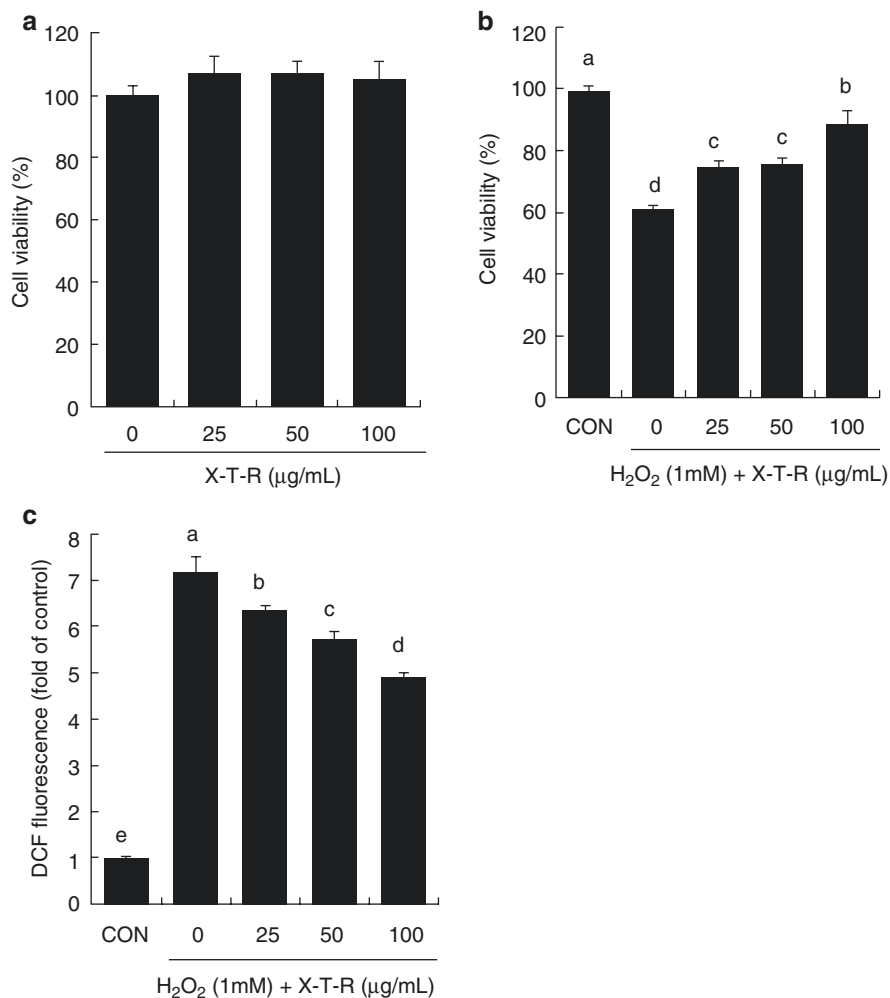 a
120
100
80
60
40
20
0
Cell viability (%)
0 25 50 100
X-T-R (μg/mL)
b
120
100
80
60
40
20
0
Cell viability (%)
a
d
c
c
b
CON 0 25 50 100
H₂O₂ (1mM) + X-T-R (μg/mL)
c
8
7
6
5
4
3
2
1
0
DCF fluorescence (fold of control)
e
a
b
c
d
CON 0 25 50 100
H₂O₂ (1mM) + X-T-R (μg/mL)